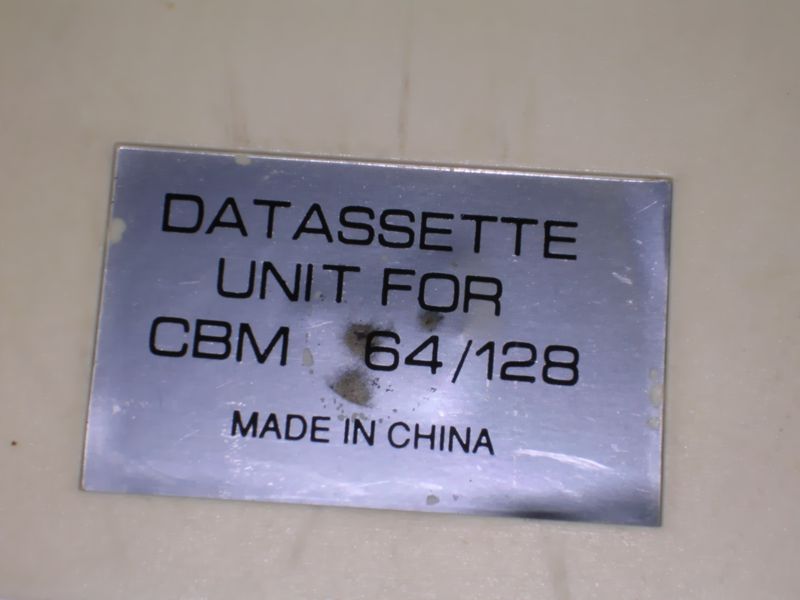 DATASSETTE
UNIT FOR
CBM 64/128
MADE IN CHINA